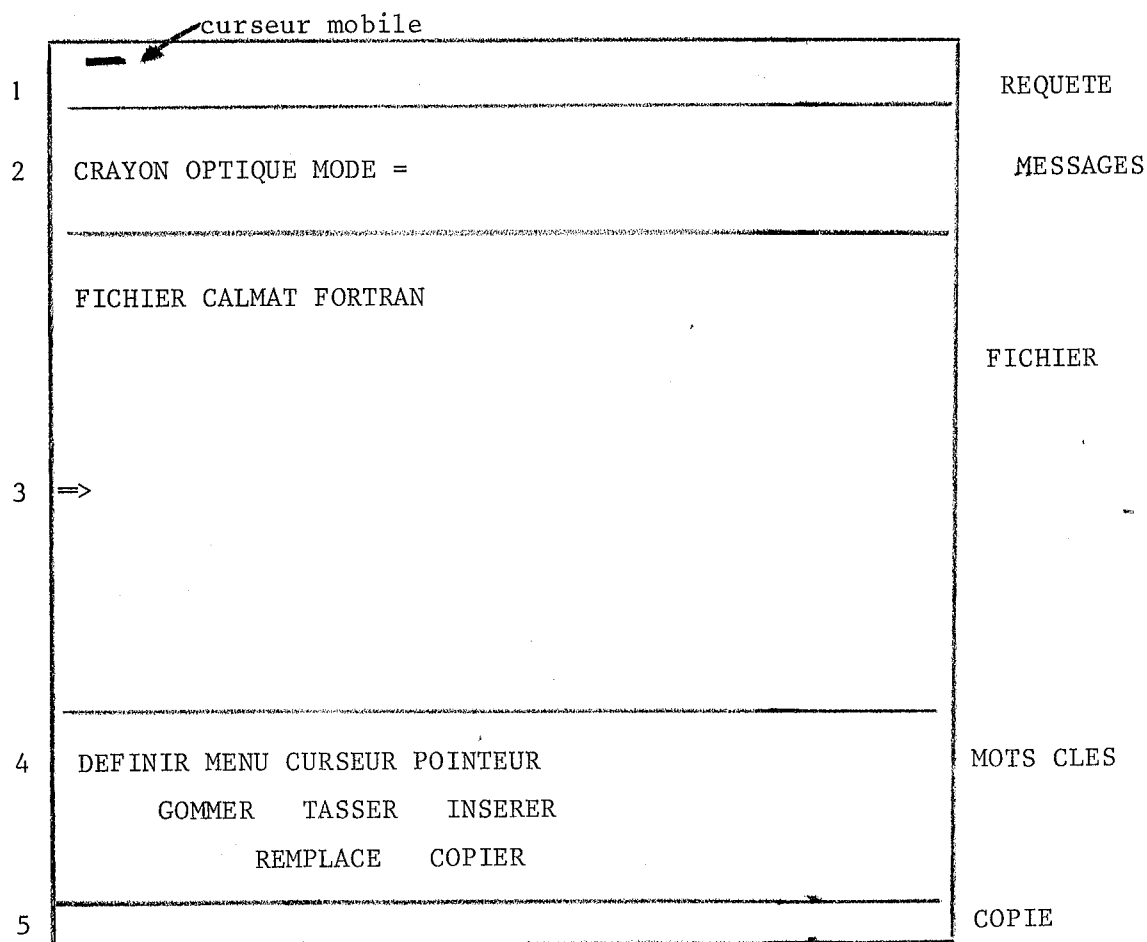 curseur mobile
1 REQUETE
2 CRAYON OPTIQUE MODE = MESSAGES
FICHIER CALMAT FORTRAN
FICHIER
3 =>
4 DEFINIR MENU CURSEUR POINTEUR MOTS CLES
GOMMER TASSER INSERER
REMPLACE COPIER
5 COPIE